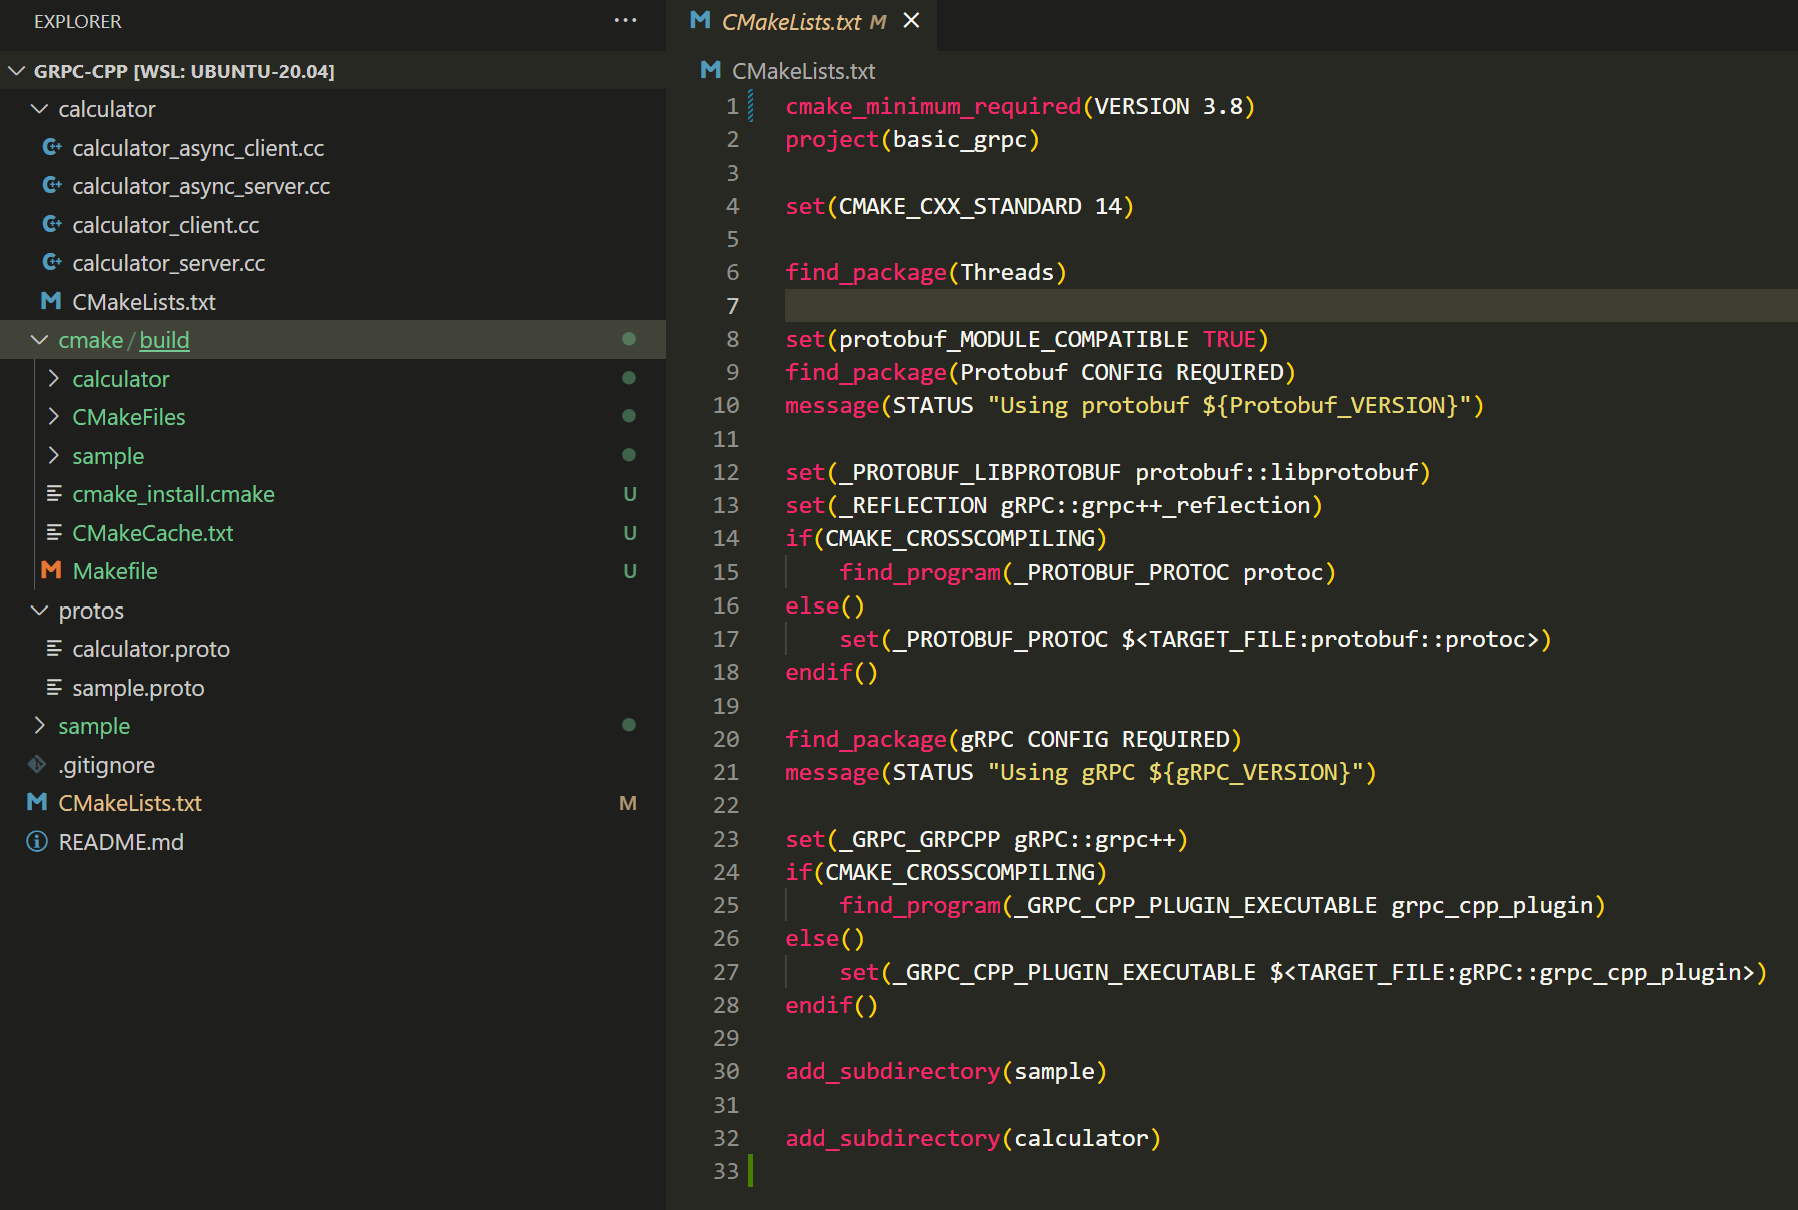 EXPLORER
GRPC-CPP [WSL: UBUNTU-20.04]
calculator
calculator_async_client.cc
calculator_async_server.cc
calculator_client.cc
calculator_server.cc
CMakeLists.txt
cmake / build
calculator
CMakeFiles
sample
cmake_install.cmake U
CMakeCache.txt U
Makefile U
protos
calculator.proto
sample.proto
sample
.gitignore
CMakeLists.txt M
README.md
CMakeLists.txt M
CMakeLists.txt
1 cmake_minimum_required(VERSION 3.8)
2 project(basic_grpc)
3
4 set(CMAKE_CXX_STANDARD 14)
5
6 find_package(Threads)
7
8 set(protobuf_MODULE_COMPATIBLE TRUE)
9 find_package(Protobuf CONFIG REQUIRED)
10 message(STATUS "Using protobuf ${Protobuf_VERSION}")
11
12 set(_PROTOBUF_LIBPROTOBUF protobuf::libprotobuf)
13 set(_REFLECTION gRPC::grpc++_reflection)
14 if(CMAKE_CROSSCOMPILING)
15     find_program(_PROTOBUF_PROTOC protoc)
16 else()
17     set(_PROTOBUF_PROTOC $<TARGET_FILE:protobuf::protoc>)
18 endif()
19
20 find_package(gRPC CONFIG REQUIRED)
21 message(STATUS "Using gRPC ${gRPC_VERSION}")
22
23 set(_GRPC_GRPCPP gRPC::grpc++)
24 if(CMAKE_CROSSCOMPILING)
25     find_program(_GRPC_CPP_PLUGIN_EXECUTABLE grpc_cpp_plugin)
26 else()
27     set(_GRPC_CPP_PLUGIN_EXECUTABLE $<TARGET_FILE:gRPC::grpc_cpp_plugin>)
28 endif()
29
30 add_subdirectory(sample)
31
32 add_subdirectory(calculator)
33